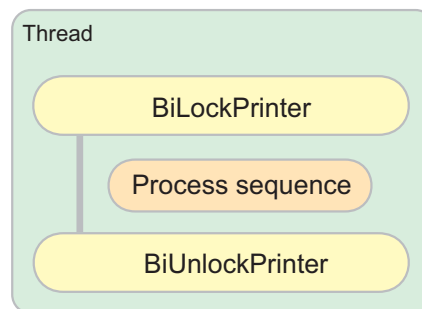 Thread
BiLockPrinter
Process sequence
BiUnlockPrinter